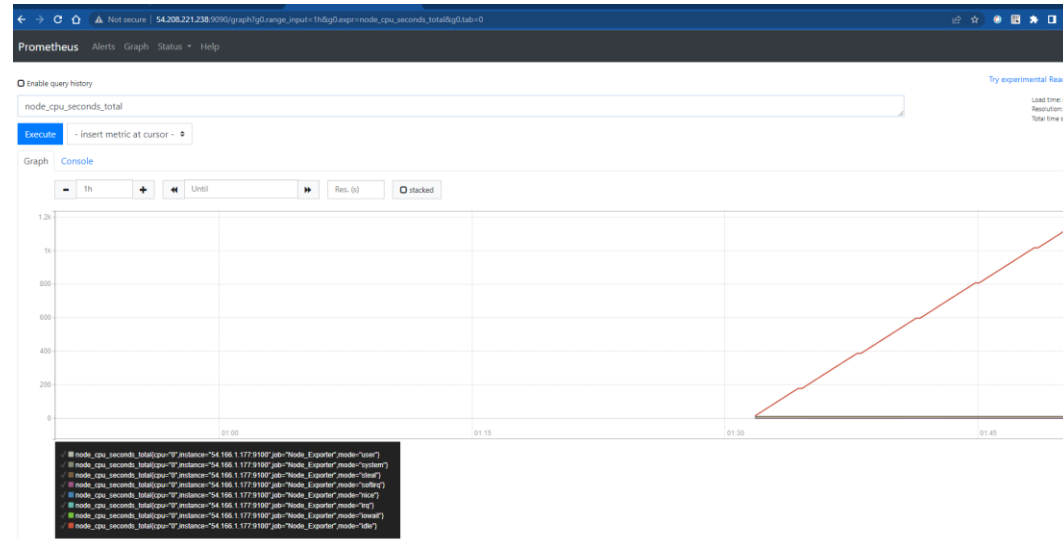 Not secure | 54.208.221.238:9090/graph?g0.range_input=1h&g0.expr=node_cpu_seconds_total&g0.tab=0
Prometheus Alerts Graph Status Help
Enable query history
Try experimental Rea
node_cpu_seconds_total
Load time:
Resolution:
Total time s
Execute - insert metric at cursor -
Graph Console
- 1h + Until Res. (s) stacked
1.2k
1k
800
600
400
200
0
01:00 01:15 01:30 01:45
node_cpu_seconds_total{cpu="0",instance="54.166.1.177:9100",job="Node_Exporter",mode="user"}
node_cpu_seconds_total{cpu="0",instance="54.166.1.177:9100",job="Node_Exporter",mode="system"}
node_cpu_seconds_total{cpu="0",instance="54.166.1.177:9100",job="Node_Exporter",mode="steal"}
node_cpu_seconds_total{cpu="0",instance="54.166.1.177:9100",job="Node_Exporter",mode="softirq"}
node_cpu_seconds_total{cpu="0",instance="54.166.1.177:9100",job="Node_Exporter",mode="nice"}
node_cpu_seconds_total{cpu="0",instance="54.166.1.177:9100",job="Node_Exporter",mode="irq"}
node_cpu_seconds_total{cpu="0",instance="54.166.1.177:9100",job="Node_Exporter",mode="iowait"}
node_cpu_seconds_total{cpu="0",instance="54.166.1.177:9100",job="Node_Exporter",mode="idle"}